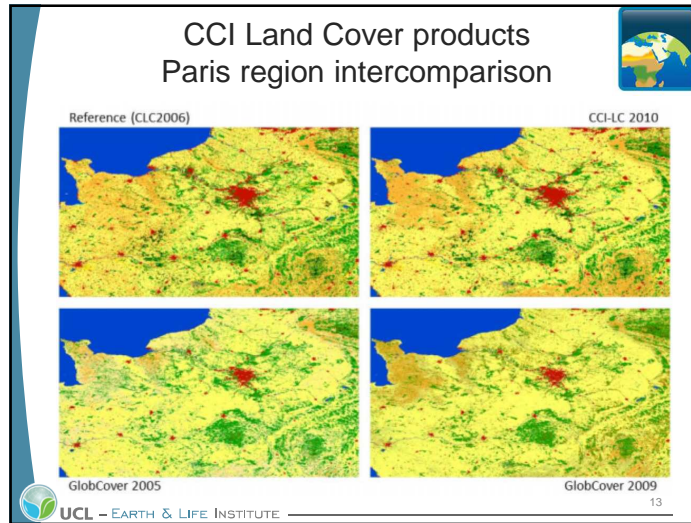 CCI Land Cover products
Paris region intercomparison
Reference (CLC2006)
CCI-LC 2010
GlobCover 2005
GlobCover 2009
UCL – EARTH & LIFE INSTITUTE
13